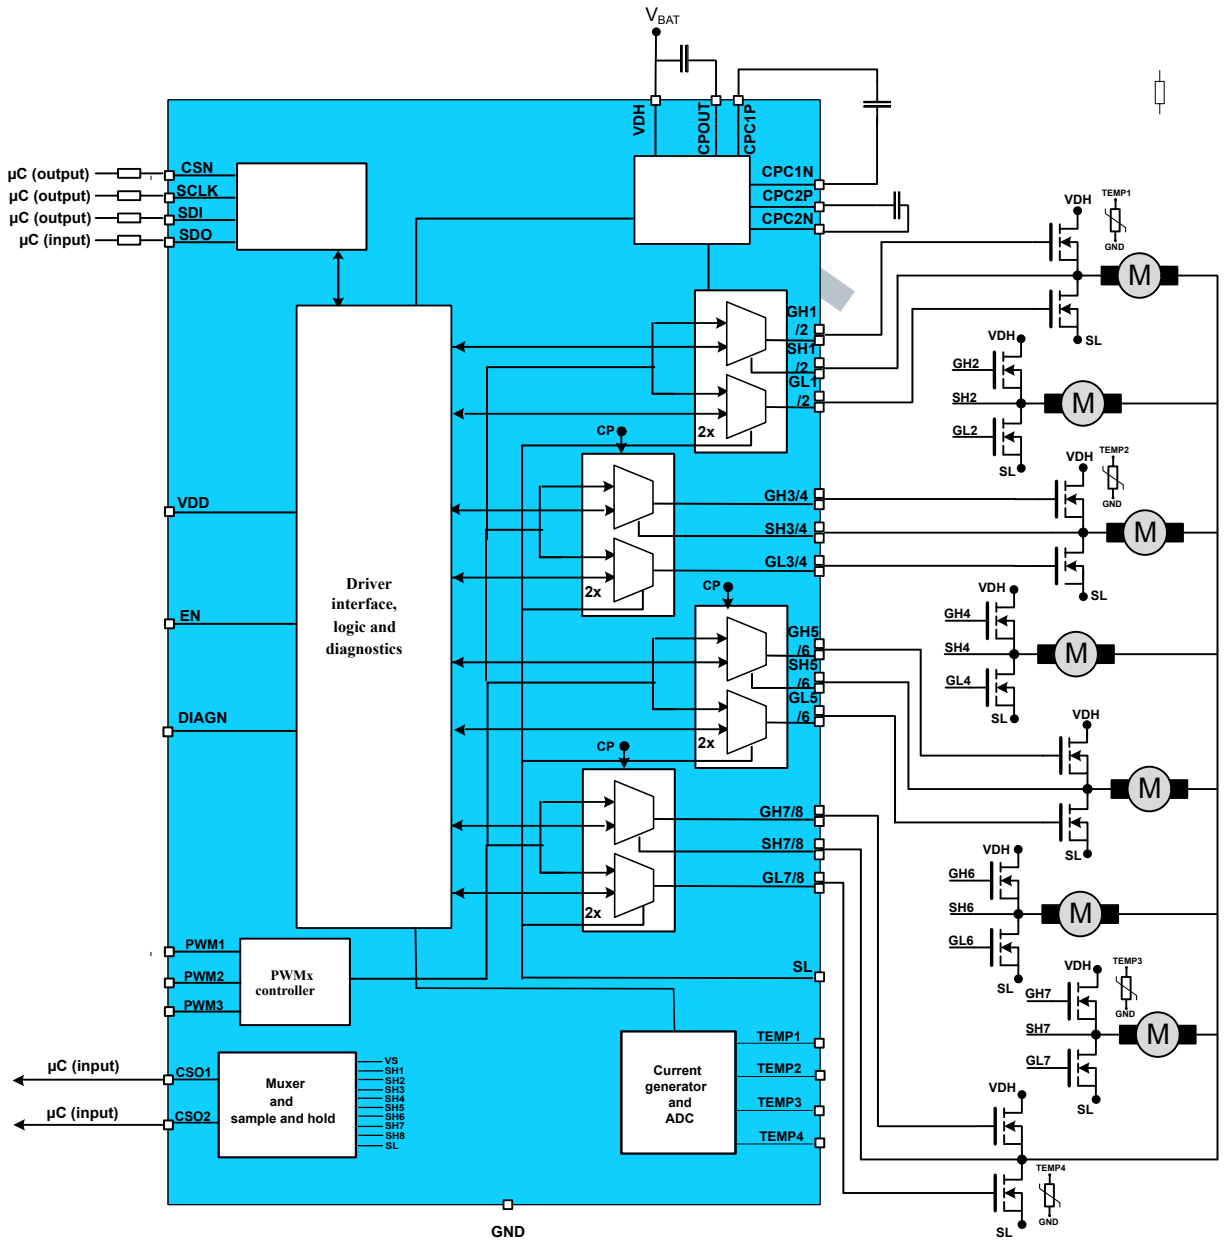 VBAT
VDH
CPOUT
CPC1P
µC (output)
CSN
µC (output)
SCLK
µC (output)
SDI
µC (input)
SDO
CPC1N
CPC2P
CPC2N
VDH
TEMP1
GND
M
SL
GH1
/2
SH1
/2
GL1
/2
2x
VDH
GH2
SH2
M
GL2
SL
CP
GH3/4
SH3/4
GL3/4
2x
VDH
TEMP2
GND
M
SL
VDD
EN
DIAGN
Driver
interface,
logic and
diagnostics
CP
GH5
/6
SH5
/6
GL5
/6
2x
VDH
GH4
SH4
M
GL4
SL
VDH
M
SL
CP
GH7/8
SH7/8
GL7/8
2x
VDH
GH6
SH6
M
GL6
SL
PWM1
PWM2
PWM3
PWMx
controller
SL
VDH
TEMP3
GND
GH7
SH7
M
GL7
SL
µC (input)
CSO1
µC (input)
CSO2
Muxer
and
sample and hold
VS
SH1
SH2
SH3
SH4
SH5
SH6
SH7
SH8
SL
Current
generator
and
ADC
TEMP1
TEMP2
TEMP3
TEMP4
VDH
TEMP4
GND
SL
GND